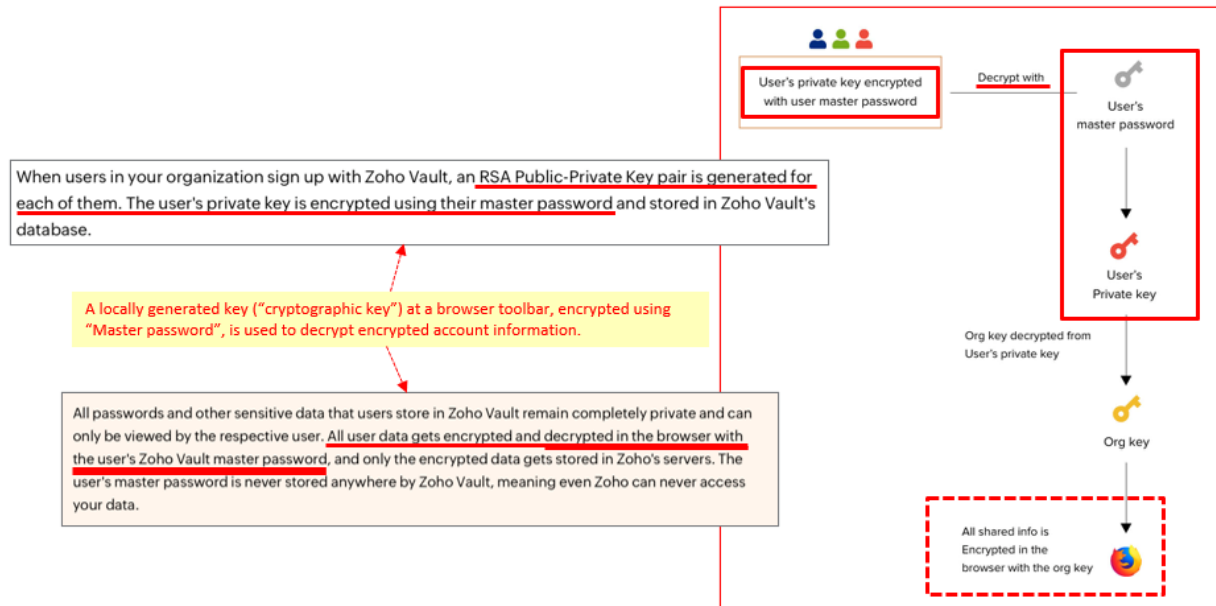 User's private key encrypted
with user master password
Decrypt with
User's
master password
When users in your organization sign up with Zoho Vault, an RSA Public-Private Key pair is generated for
each of them. The user's private key is encrypted using their master password and stored in Zoho Vault's
database.
User's
Private key
A locally generated key (“cryptographic key”) at a browser toolbar, encrypted using
“Master password”, is used to decrypt encrypted account information.
Org key decrypted from
User's private key
All passwords and other sensitive data that users store in Zoho Vault remain completely private and can
only be viewed by the respective user. All user data gets encrypted and decrypted in the browser with
the user's Zoho Vault master password, and only the encrypted data gets stored in Zoho's servers. The
user's master password is never stored anywhere by Zoho Vault, meaning even Zoho can never access
your data.
Org key
All shared info is
Encrypted in the
browser with the org key